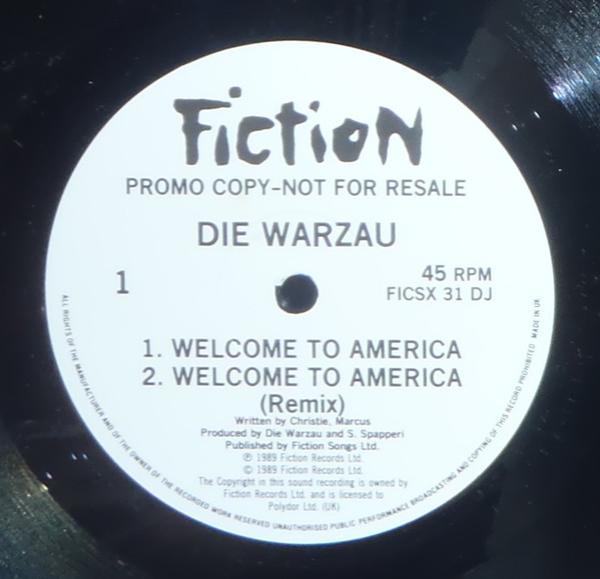 Fiction
PROMO COPY-NOT FOR RESALE
DIE WARZAU
1
45 RPM
FICSX 31 DJ
1. WELCOME TO AMERICA
2. WELCOME TO AMERICA
(Remix)
Written by Christie, Marcus
Produced by Die Warzau and S. Spapperi
Published by Fiction Songs Ltd.
℗ 1989 Fiction Records Ltd.
© 1989 Fiction Records Ltd.
The Copyright in this sound recording is owned by
Fiction Records Ltd. and is licensed to
Polydor Ltd. (UK)
ALL RIGHTS OF THE MANUFACTURER AND OF THE OWNER OF THE RECORDED WORK RESERVED UNAUTHORISED PUBLIC PERFORMANCE BROADCASTING AND COPYING OF THIS RECORD PROHIBITED MADE IN UK